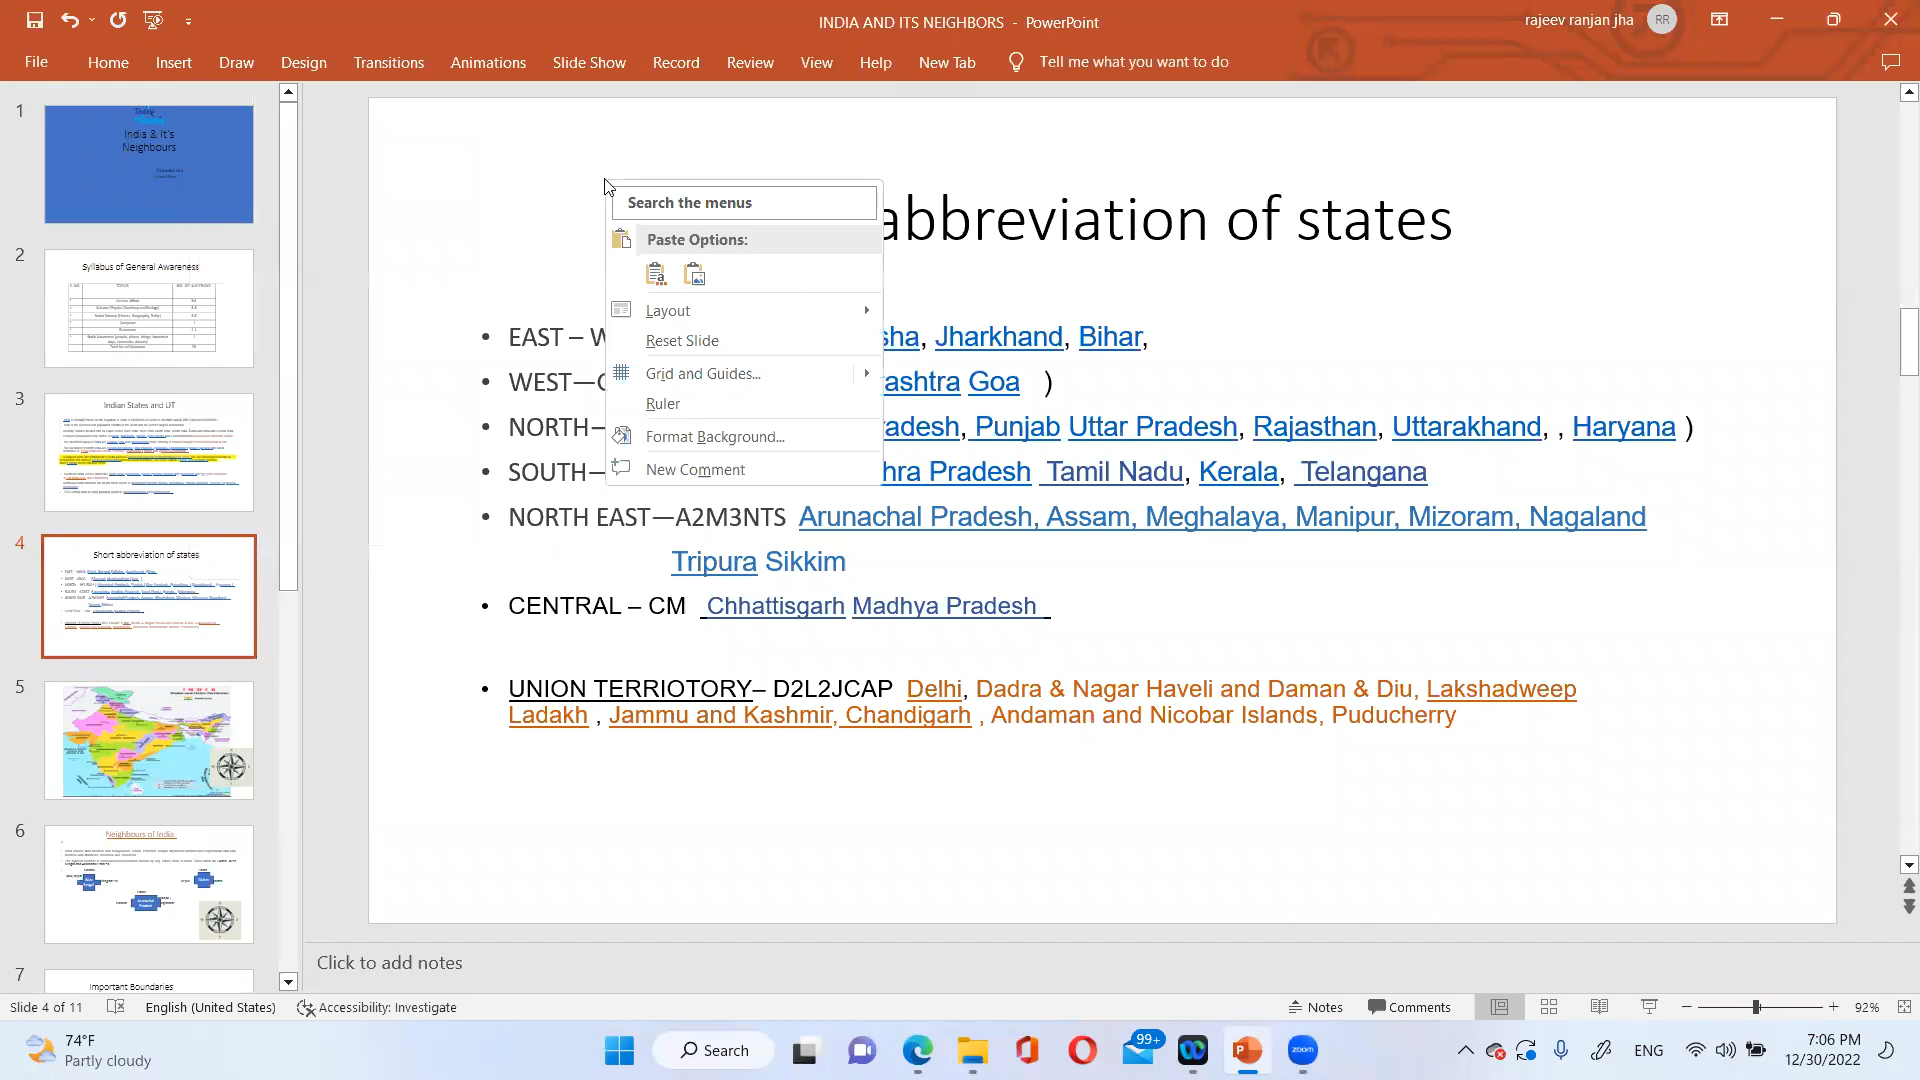 INDIA AND ITS NEIGHBORS - PowerPoint
rajeev ranjan jha RR
File Home Insert Draw Design Transitions Animations Slide Show Record Review View Help New Tab Tell me what you want to do
1
India & It's
Neighbours
2
Syllabus of General Awareness
3
Indian States and UT
4
Short abbreviation of states
5
INDIA
6
Neighbours of India
7
Important Boundaries
Search the menus
Paste Options:
Layout
Reset Slide
Grid and Guides...
Ruler
Format Background...
New Comment
abbreviation of states
• EAST – W sha, Jharkhand, Bihar,
• WEST— ashtra Goa )
• NORTH— radesh, Punjab Uttar Pradesh, Rajasthan, Uttarakhand, , Haryana )
• SOUTH— hra Pradesh Tamil Nadu, Kerala, Telangana
• NORTH EAST—A2M3NTS Arunachal Pradesh, Assam, Meghalaya, Manipur, Mizoram, Nagaland
Tripura Sikkim
• CENTRAL – CM Chhattisgarh Madhya Pradesh
• UNION TERRIOTORY– D2L2JCAP Delhi, Dadra & Nagar Haveli and Daman & Diu, Lakshadweep
Ladakh , Jammu and Kashmir, Chandigarh , Andaman and Nicobar Islands, Puducherry
Click to add notes
Slide 4 of 11 English (United States) Accessibility: Investigate Notes Comments 92%
74°F
Partly cloudy
Search
99+
zoom
ENG
7:06 PM
12/30/2022